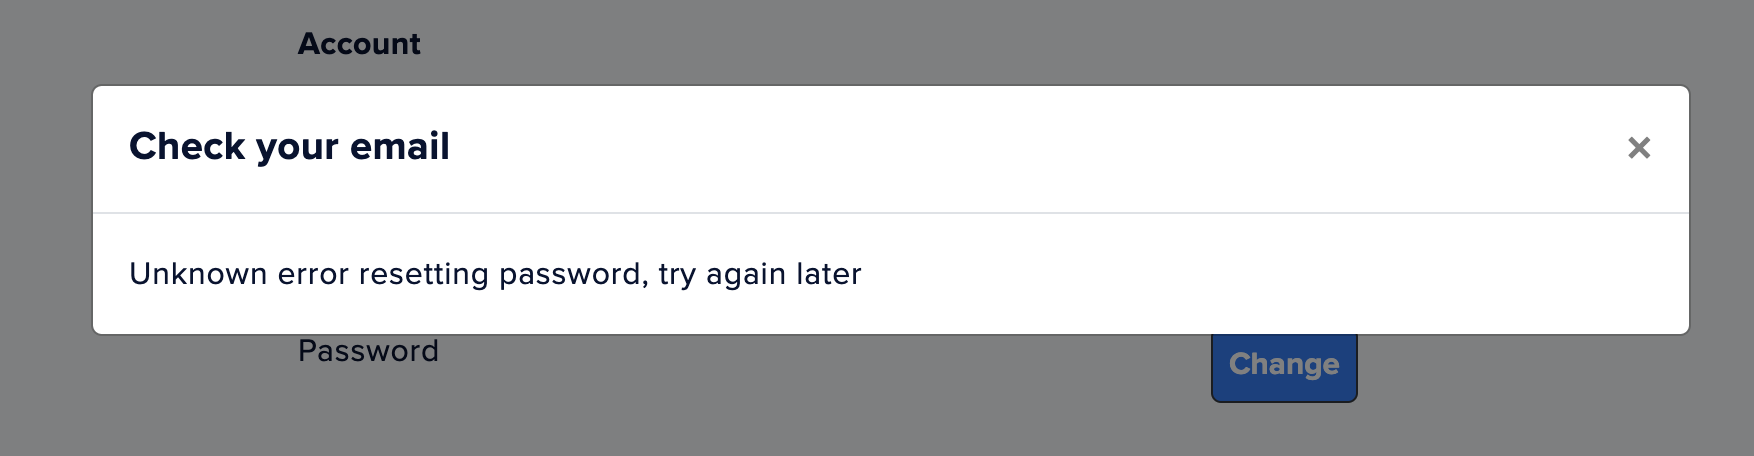 Account
Check your email
×
Unknown error resetting password, try again later
Password
Change